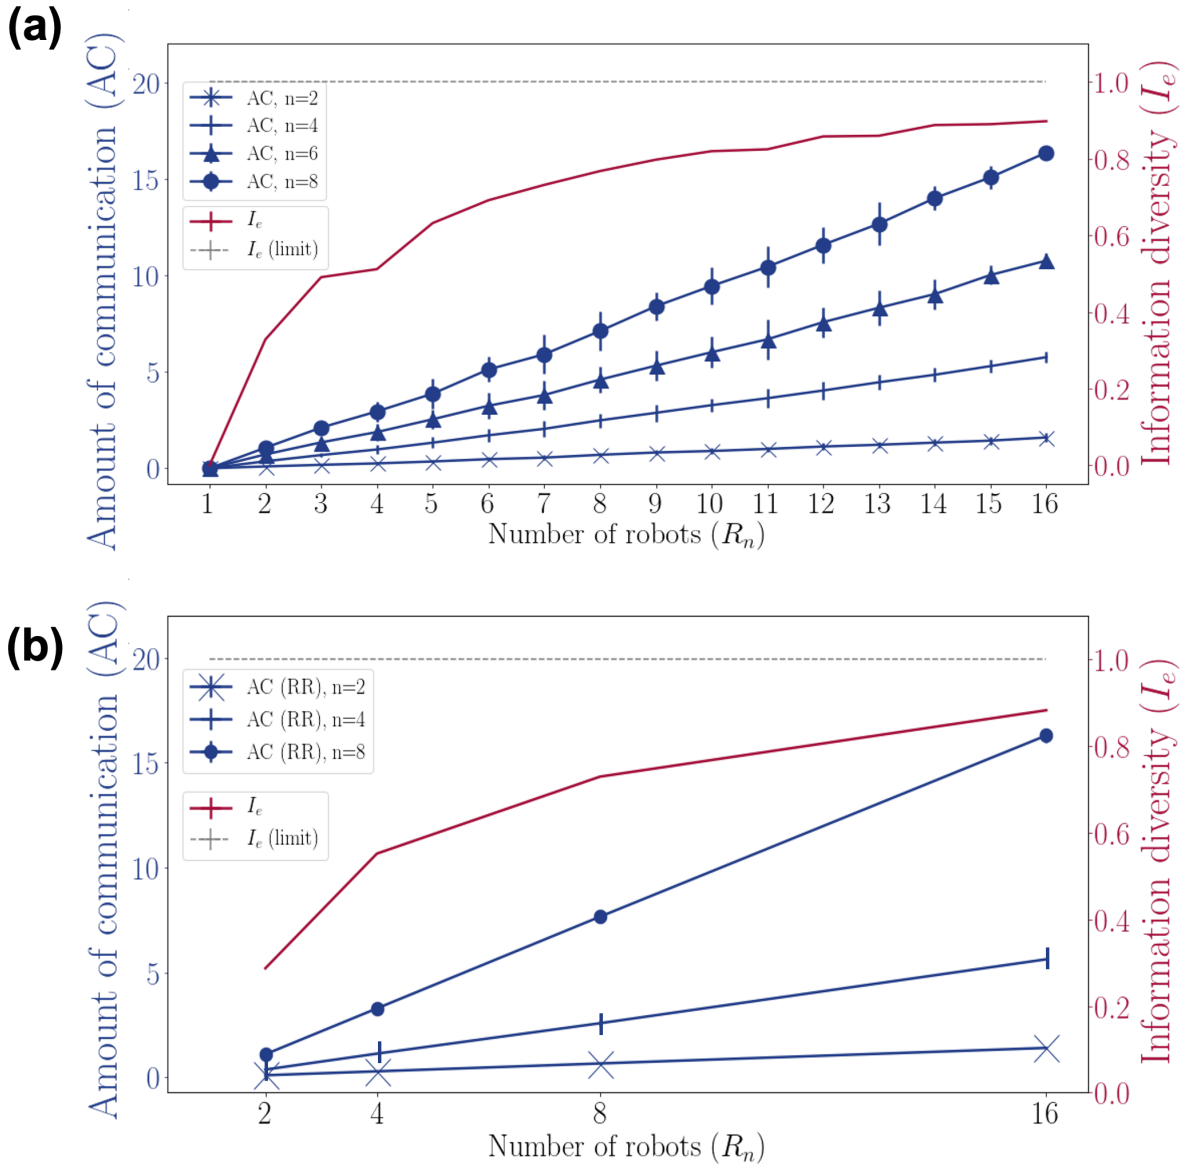 (a)
Amount of communication (AC)
20
15
10
5
0
AC, n=2
AC, n=4
AC, n=6
AC, n=8
I_e
I_e (limit)
1.0
0.8
0.6
0.4
0.2
0.0
Information diversity (I_e)
1 2 3 4 5 6 7 8 9 10 11 12 13 14 15 16
Number of robots (R_n)
(b)
Amount of communication (AC)
20
15
10
5
0
AC (RR), n=2
AC (RR), n=4
AC (RR), n=8
I_e
I_e (limit)
1.0
0.8
0.6
0.4
0.2
0.0
Information diversity (I_e)
2 4 8 16
Number of robots (R_n)